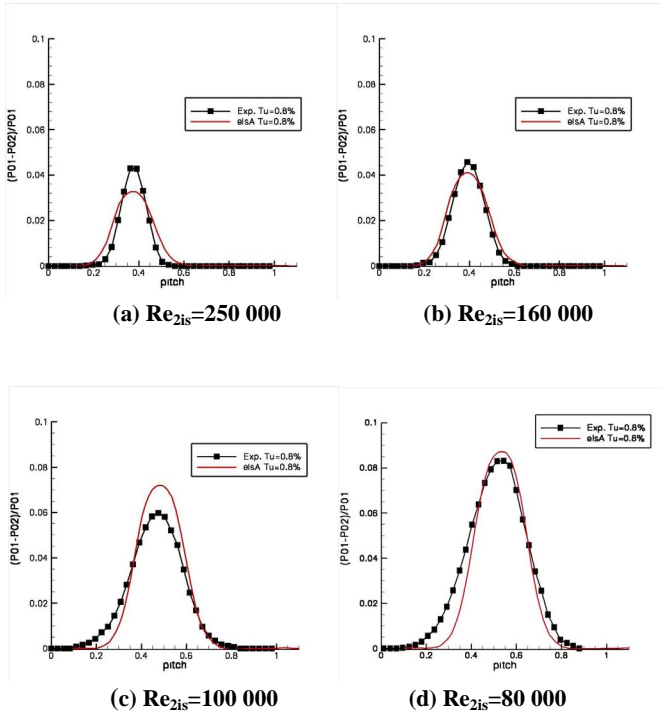 0.1
0.08
0.06
0.04
0.02
0
(P01-P02)/P01
0 0.2 0.4 0.6 0.8 1
pitch
Exp. Tu=0.8%
elsA Tu=0.8%
(a) Re2is=250 000
0.1
0.08
0.06
0.04
0.02
0
(P01-P02)/P01
0 0.2 0.4 0.6 0.8 1
pitch
Exp. Tu=0.8%
elsA Tu=0.8%
(b) Re2is=160 000
0.1
0.08
0.06
0.04
0.02
0
(P01-P02)/P01
0 0.2 0.4 0.6 0.8 1
pitch
Exp. Tu=0.8%
elsA Tu=0.8%
(c) Re2is=100 000
0.1
0.08
0.06
0.04
0.02
0
(P01-P02)/P01
0 0.2 0.4 0.6 0.8 1
pitch
Exp. Tu=0.8%
elsA Tu=0.8%
(d) Re2is=80 000